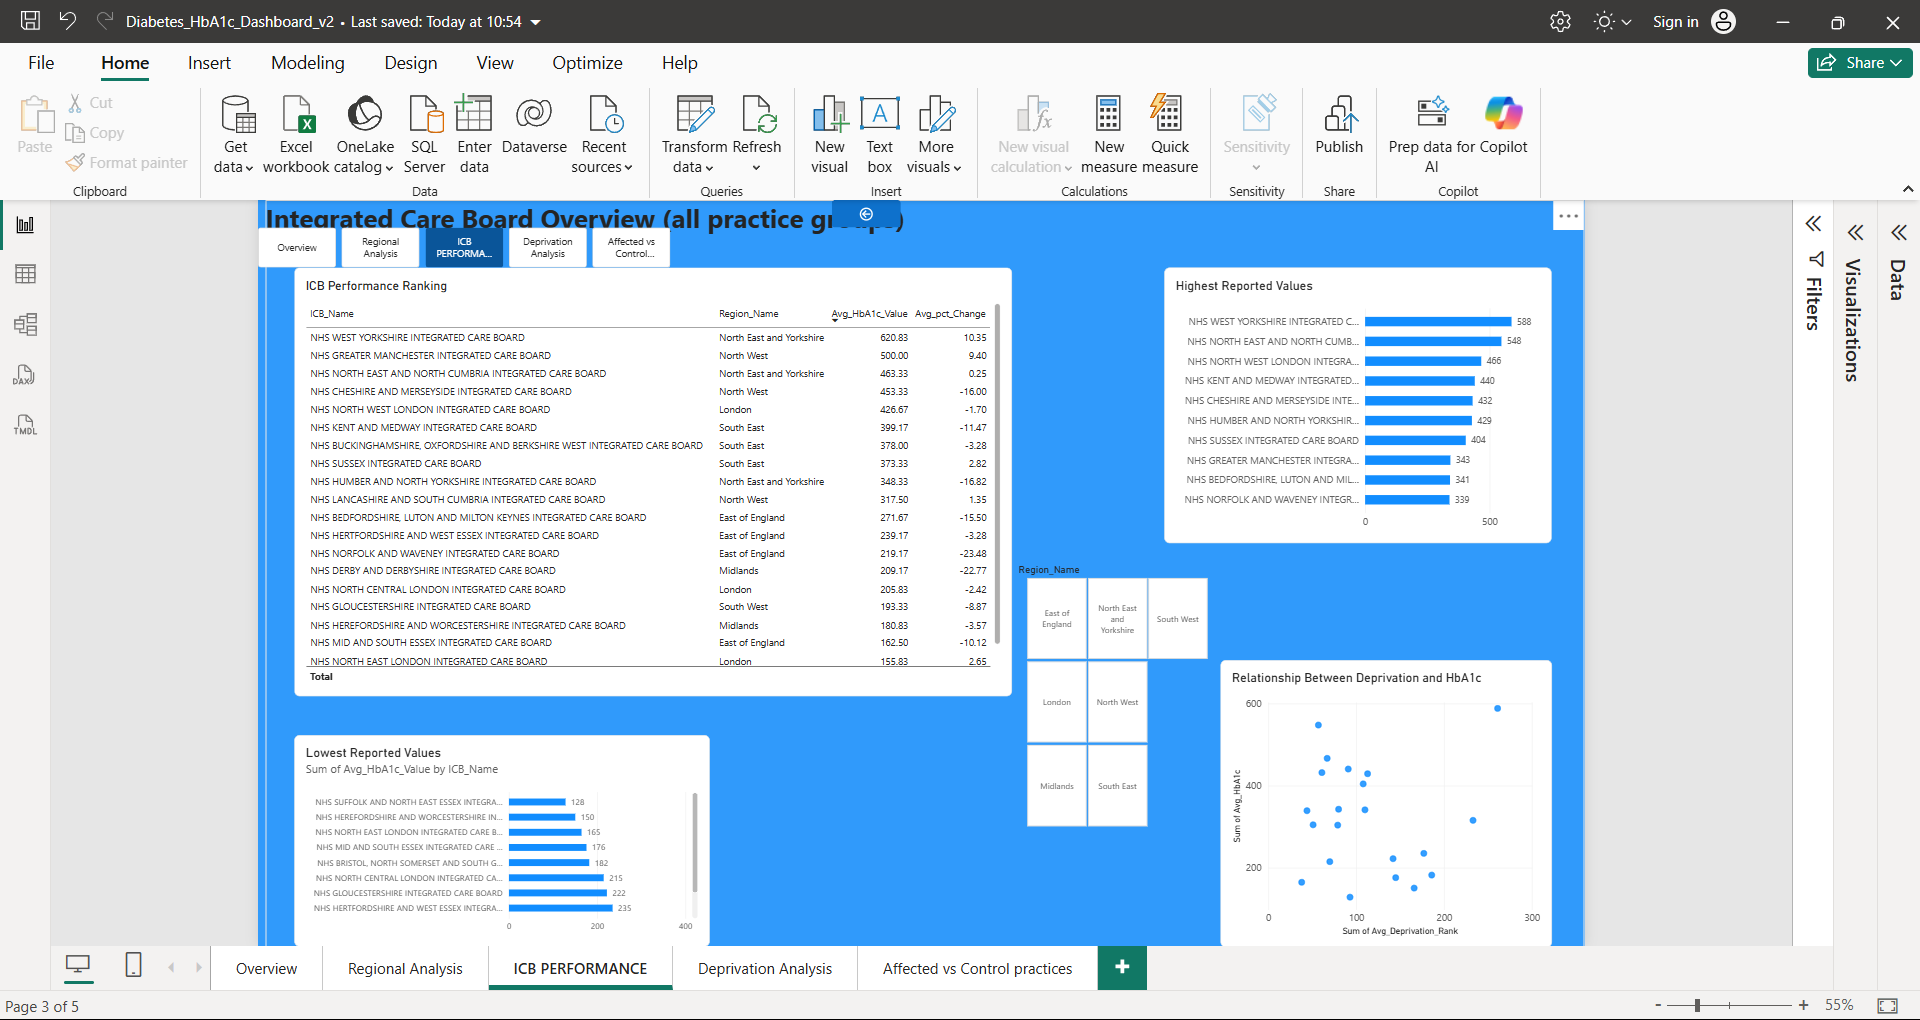 Diabetes_HbA1c_Dashboard_v2 • Last saved: Today at 10:54
Sign in
File Home Insert Modeling Design View Optimize Help
Share
Paste
Cut
Copy
Format painter
Clipboard
Get data
Excel workbook
OneLake catalog
SQL Server
Enter data
Dataverse
Recent sources
Data
Transform data
Refresh
Queries
New visual
Text box
More visuals
Insert
New visual calculation
New measure
Quick measure
Calculations
Sensitivity
Sensitivity
Publish
Share
Prep data for AI
Copilot
Copilot
DAX
TMDL
Integrated Care Board Overview (all practice
Overview
Regional Analysis
ICB PERFORMA...
Deprivation Analysis
Affected vs Control...
ICB Performance Ranking
ICB_Name Region_Name Avg_HbA1c_Value Avg_pct_Change
NHS WEST YORKSHIRE INTEGRATED CARE BOARD North East and Yorkshire 620.83 10.35
NHS GREATER MANCHESTER INTEGRATED CARE BOARD North West 500.00 9.40
NHS NORTH EAST AND NORTH CUMBRIA INTEGRATED CARE BOARD North East and Yorkshire 463.33 0.25
NHS CHESHIRE AND MERSEYSIDE INTEGRATED CARE BOARD North West 453.33 -16.00
NHS NORTH WEST LONDON INTEGRATED CARE BOARD London 426.67 -1.70
NHS KENT AND MEDWAY INTEGRATED CARE BOARD South East 399.17 -11.47
NHS BUCKINGHAMSHIRE, OXFORDSHIRE AND BERKSHIRE WEST INTEGRATED CARE BOARD South East 378.00 -3.28
NHS SUSSEX INTEGRATED CARE BOARD South East 373.33 2.82
NHS HUMBER AND NORTH YORKSHIRE INTEGRATED CARE BOARD North East and Yorkshire 348.33 -16.82
NHS LANCASHIRE AND SOUTH CUMBRIA INTEGRATED CARE BOARD North West 317.50 1.35
NHS BEDFORDSHIRE, LUTON AND MILTON KEYNES INTEGRATED CARE BOARD East of England 271.67 -15.50
NHS HERTFORDSHIRE AND WEST ESSEX INTEGRATED CARE BOARD East of England 239.17 -3.28
NHS NORFOLK AND WAVENEY INTEGRATED CARE BOARD East of England 219.17 -23.48
NHS DERBY AND DERBYSHIRE INTEGRATED CARE BOARD Midlands 209.17 -22.77
NHS NORTH CENTRAL LONDON INTEGRATED CARE BOARD London 205.83 -2.42
NHS GLOUCESTERSHIRE INTEGRATED CARE BOARD South West 193.33 -8.87
NHS HEREFORDSHIRE AND WORCESTERSHIRE INTEGRATED CARE BOARD Midlands 180.83 -3.57
NHS MID AND SOUTH ESSEX INTEGRATED CARE BOARD East of England 162.50 -10.12
NHS NORTH EAST LONDON INTEGRATED CARE BOARD London 155.83 2.65
Total
Highest Reported Values
NHS WEST YORKSHIRE INTEGRATED C... 588
NHS NORTH EAST AND NORTH CUMB... 548
NHS NORTH WEST LONDON INTEGRA... 466
NHS KENT AND MEDWAY INTEGRATED... 440
NHS CHESHIRE AND MERSEYSIDE INTE... 432
NHS HUMBER AND NORTH YORKSHIR... 429
NHS SUSSEX INTEGRATED CARE BOARD 404
NHS GREATER MANCHESTER INTEGRA... 343
NHS BEDFORDSHIRE, LUTON AND MIL... 341
NHS NORFOLK AND WAVENEY INTEGR... 339
0 500
Region_Name
East of England
North East and Yorkshire
South West
London
North West
Midlands
South East
Lowest Reported Values
Sum of Avg_HbA1c_Value by ICB_Name
NHS SUFFOLK AND NORTH EAST ESSEX INTEGRA... 128
NHS HEREFORDSHIRE AND WORCESTERSHIRE IN... 150
NHS NORTH EAST LONDON INTEGRATED CARE B... 165
NHS MID AND SOUTH ESSEX INTEGRATED CARE ... 176
NHS BRISTOL, NORTH SOMERSET AND SOUTH G... 182
NHS NORTH CENTRAL LONDON INTEGRATED CA... 215
NHS GLOUCESTERSHIRE INTEGRATED CARE BOARD 222
NHS HERTFORDSHIRE AND WEST ESSEX INTEGRA... 235
0 200 400
Relationship Between Deprivation and HbA1c
Sum of Avg_HbA1c
600
400
200
0 100 200 300
Sum of Avg_Deprivation_Rank
Filters
Visualizations
Data
Overview
Regional Analysis
ICB PERFORMANCE
Deprivation Analysis
Affected vs Control practices
Page 3 of 5
- + 55%